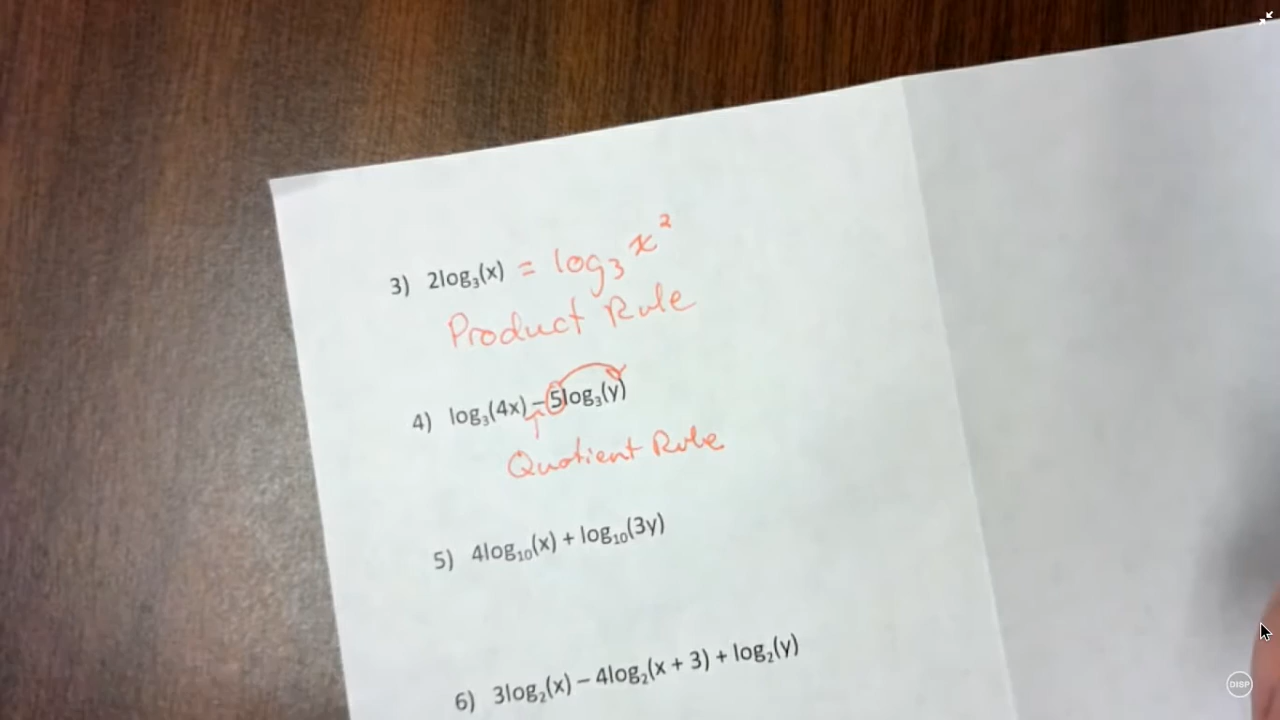 3) 2log₃(x) = log₃ x²
Product Rule
4) log₃(4x) – 5log₃(y)
Quotient Rule
5) 4log₁₀(x) + log₁₀(3y)
6) 3log₂(x) – 4log₂(x + 3) + log₂(y)
DISP